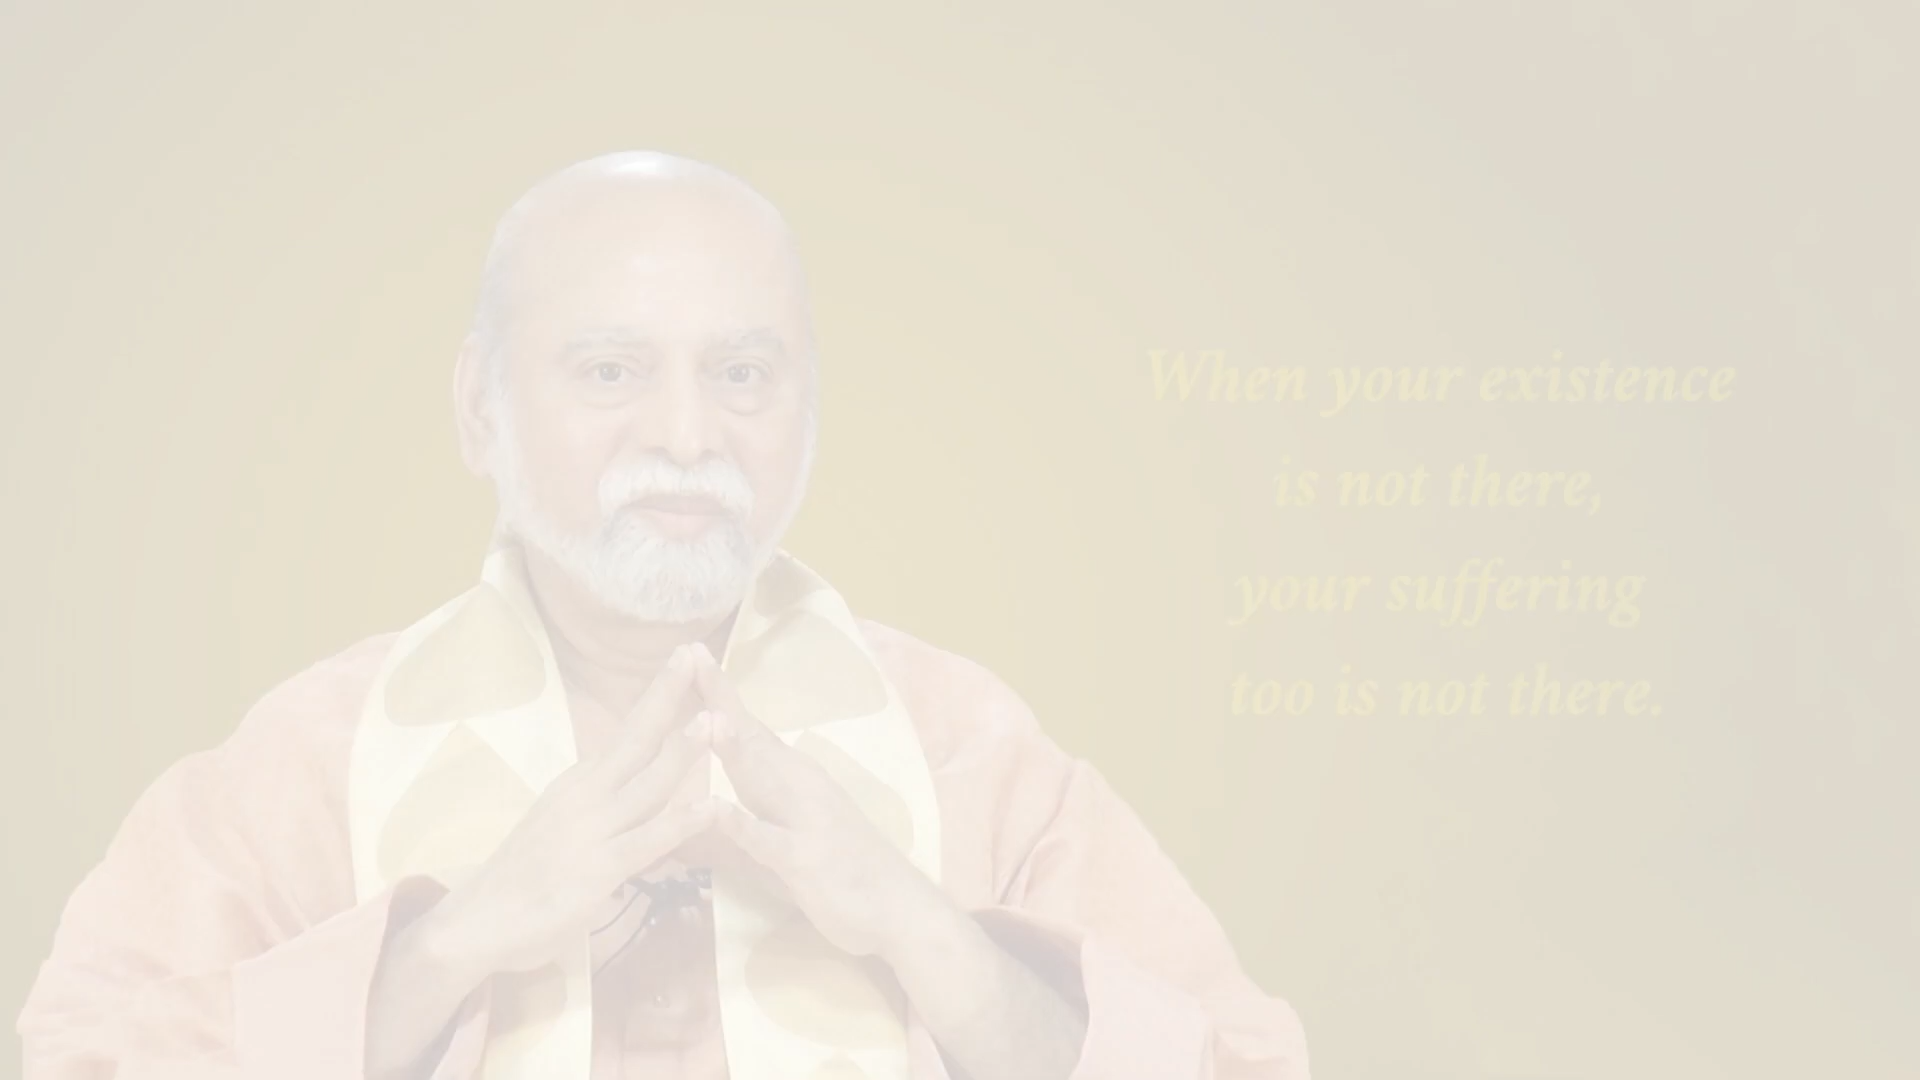 When your existence
is not there,
your suffering
too is not there.